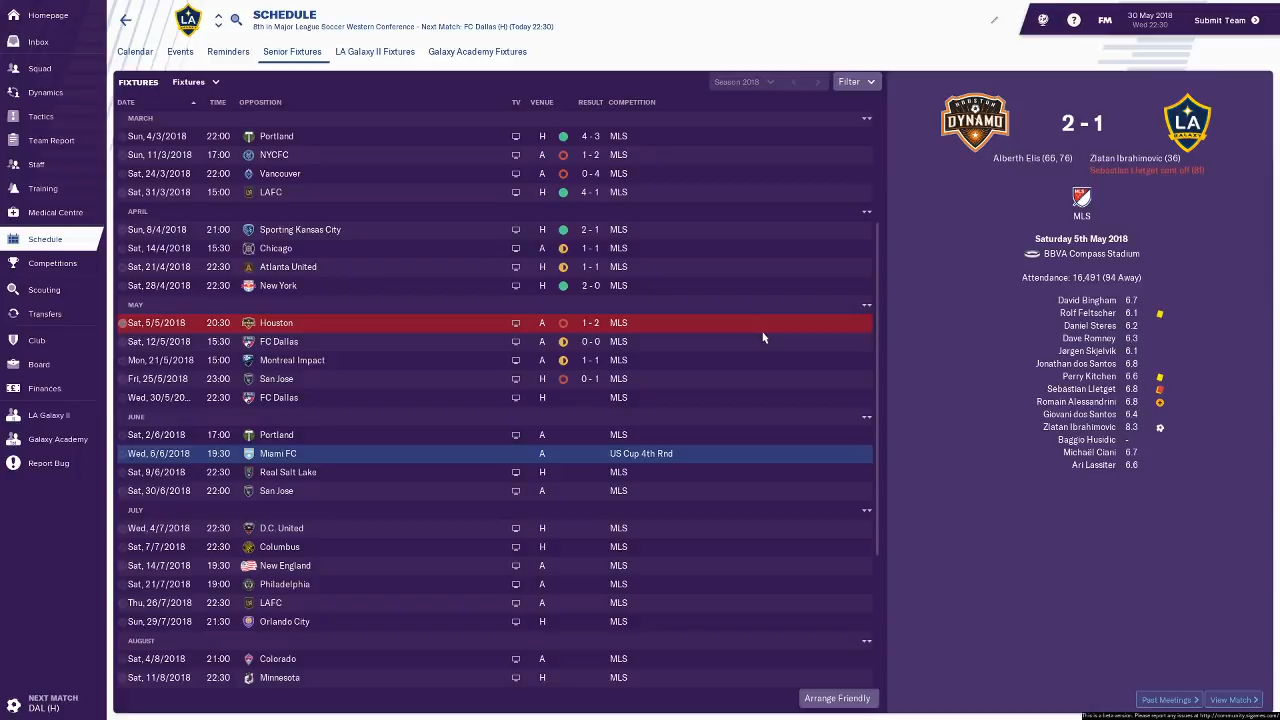 Homepage
Inbox
Squad
Dynamics
Tactics
Team Report
Staff
Training
Medical Centre
Schedule
Competitions
Scouting
Transfers
Club
Board
Finances
LA Galaxy II
Galaxy Academy
Report Bug
NEXT MATCH
DAL (H)
LA
SCHEDULE
8th in Major League Soccer Western Conference - Next Match: FC Dallas (H) (Today 22:30)
FM
30 May 2018
Wed 22:30
Submit Team
Calendar Events Reminders Senior Fixtures LA Galaxy II Fixtures Galaxy Academy Fixtures
FIXTURES Fixtures Season 2018 Filter
DATE TIME OPPOSITION TV VENUE RESULT COMPETITION
MARCH
Sun, 4/3/2018 22:00 Portland H 4 - 3 MLS
Sun, 11/3/2018 17:00 NYCFC A 1 - 2 MLS
Sat, 24/3/2018 22:00 Vancouver A 0 - 4 MLS
Sat, 31/3/2018 15:00 LAFC H 4 - 1 MLS
APRIL
Sun, 8/4/2018 21:00 Sporting Kansas City H 2 - 1 MLS
Sat, 14/4/2018 15:30 Chicago A 1 - 1 MLS
Sat, 21/4/2018 22:30 Atlanta United H 1 - 1 MLS
Sat, 28/4/2018 22:30 New York H 2 - 0 MLS
MAY
Sat, 5/5/2018 20:30 Houston A 1 - 2 MLS
Sat, 12/5/2018 15:30 FC Dallas A 0 - 0 MLS
Mon, 21/5/2018 15:00 Montreal Impact A 1 - 1 MLS
Fri, 25/5/2018 23:00 San Jose H 0 - 1 MLS
Wed, 30/5/20... 22:30 FC Dallas H MLS
JUNE
Sat, 2/6/2018 17:00 Portland A MLS
Wed, 6/6/2018 19:30 Miami FC A US Cup 4th Rnd
Sat, 9/6/2018 22:30 Real Salt Lake H MLS
Sat, 30/6/2018 22:30 San Jose A MLS
JULY
Wed, 4/7/2018 22:30 D.C. United H MLS
Sat, 7/7/2018 22:30 Columbus H MLS
Sat, 14/7/2018 19:30 New England A MLS
Sat, 21/7/2018 19:00 Philadelphia A MLS
Thu, 26/7/2018 22:30 LAFC A MLS
Sun, 29/7/2018 21:30 Orlando City H MLS
AUGUST
Sat, 4/8/2018 21:00 Colorado A MLS
Sat, 11/8/2018 22:30 Minnesota H MLS
Arrange Friendly
HOUSTON
DYNAMO
2 - 1
LA
Alberth Elis (66, 76) Zlatan Ibrahimovic (36)
Sebastian Lletget sent off (81)
MLS
MLS
Saturday 5th May 2018
BBVA Compass Stadium
Attendance: 16,491 (94 Away)
David Bingham 6.7
Rolf Feltscher 6.1
Daniel Steres 6.2
Dave Romney 6.3
Jørgen Skjelvik 6.1
Jonathan dos Santos 6.8
Perry Kitchen 6.6
Sebastian Lletget 6.8
Romain Alessandrini 6.8
Giovani dos Santos 6.4
Zlatan Ibrahimovic 8.3
Baggio Husidic -
Michaël Ciani 6.7
Ari Lassiter 6.6
Past Meetings View Match
This is a beta version. Please report any issues at http://community.sigames.com/